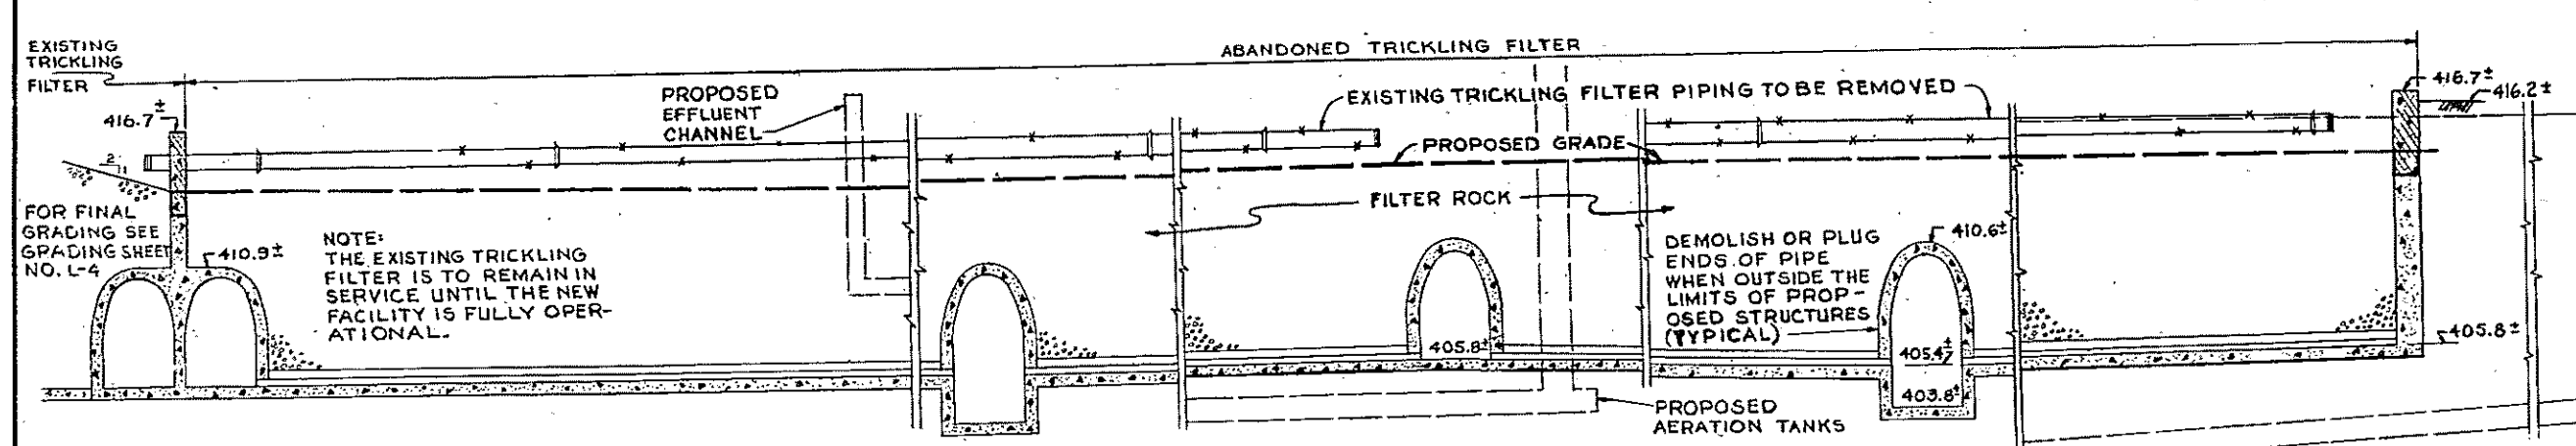 EXISTING
TRICKLING
FILTER
ABANDONED TRICKLING FILTER
416.7±
PROPOSED
EFFLUENT
CHANNEL
EXISTING TRICKLING FILTER PIPING TO BE REMOVED
416.7±
416.2±
2
1
PROPOSED GRADE
FILTER ROCK
FOR FINAL
GRADING SEE
GRADING SHEET
NO. L-4
410.9±
NOTE:
THE EXISTING TRICKLING
FILTER IS TO REMAIN IN
SERVICE UNTIL THE NEW
FACILITY IS FULLY OPER-
ATIONAL.
DEMOLISH OR PLUG
ENDS OF PIPE
WHEN OUTSIDE THE
LIMITS OF PROP-
OSED STRUCTURES
(TYPICAL)
410.6±
405.8±
405.4±
403.8±
405.8±
PROPOSED
AERATION TANKS